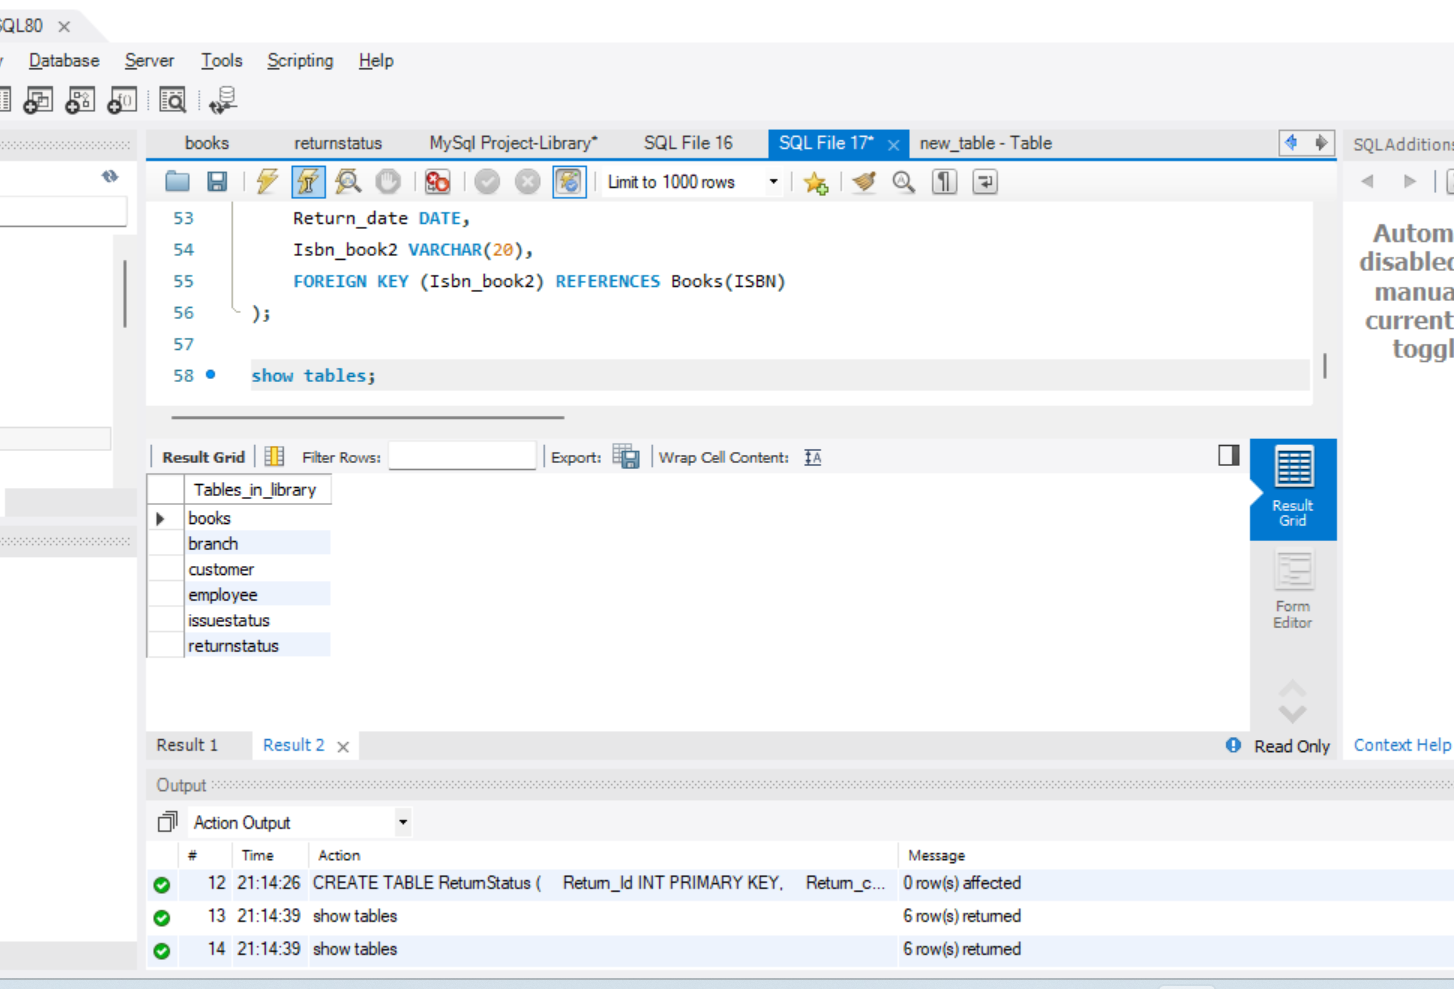 SQL80 ×
Database Server Tools Scripting Help
books returnstatus MySql Project-Library* SQL File 16 SQL File 17* × new_table - Table
SQLAdditions
Limit to 1000 rows
53 Return_date DATE,
54 Isbn_book2 VARCHAR(20),
55 FOREIGN KEY (Isbn_book2) REFERENCES Books(ISBN)
56 );
57
58 show tables;
Autom
disabled
manua
current
toggl
Result Grid Filter Rows: Export: Wrap Cell Content: IA
Tables_in_library
books
branch
customer
employee
issuestatus
returnstatus
Result
Grid
Form
Editor
Result 1 Result 2 × Read Only Context Help
Output
Action Output
# Time Action Message
12 21:14:26 CREATE TABLE ReturnStatus ( Return_Id INT PRIMARY KEY, Return_c... 0 row(s) affected
13 21:14:39 show tables 6 row(s) returned
14 21:14:39 show tables 6 row(s) returned